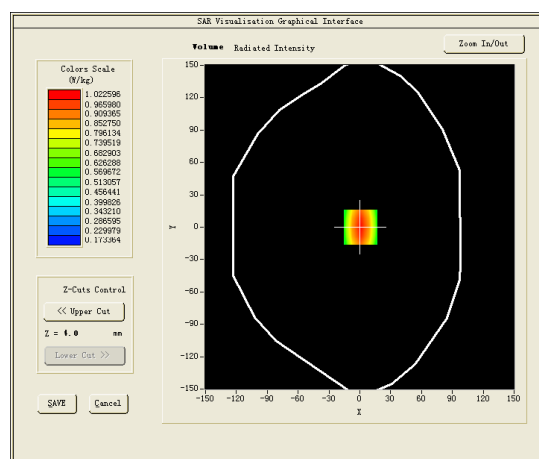 SAR Visualisation Graphical Interface
Volume Radiated Intensity
Zoom In/Out
Colors Scale
(W/kg)
1.022596
0.965980
0.909365
0.852750
0.796134
0.739519
0.682903
0.626288
0.569672
0.513057
0.456441
0.399826
0.343210
0.286595
0.229979
0.173364
Z-Cuts Control
<< Upper Cut
Z = 4.0 mm
Lower Cut >>
SAVE Cancel
150
120
90
60
30
0
-30
-60
-90
-120
-150
Y
-150 -120 -90 -60 -30 0 30 60 90 120 150
X